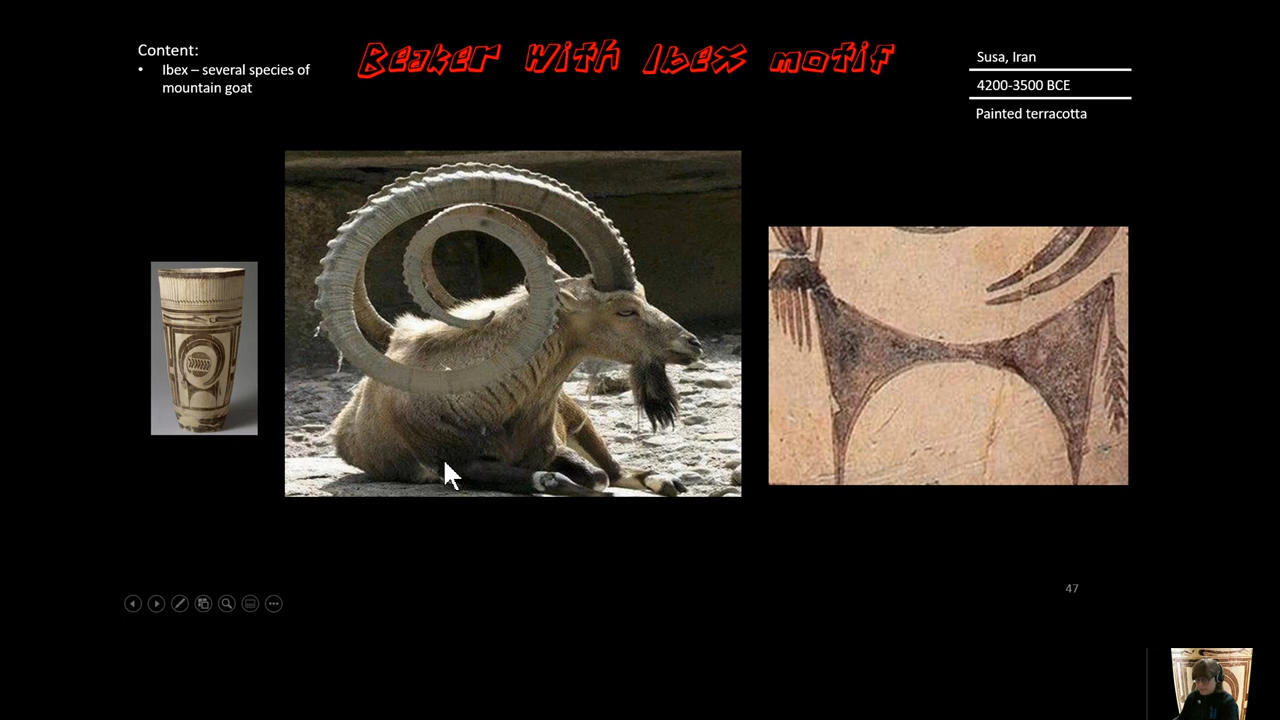 Content:
• Ibex – several species of
mountain goat
Beaker With Ibex motif
Susa, Iran
4200-3500 BCE
Painted terracotta
47